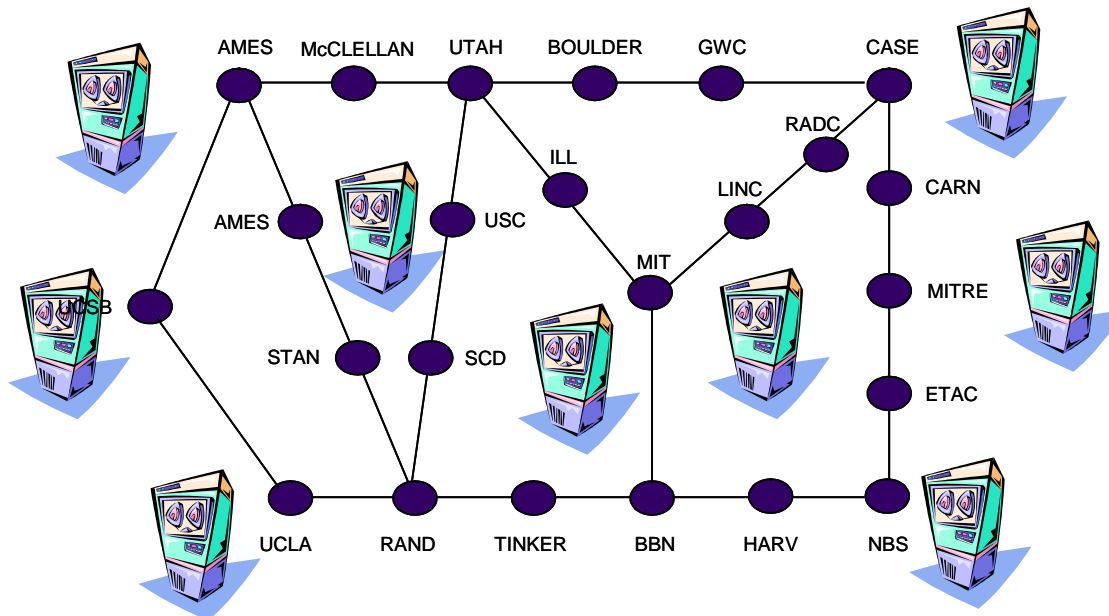 AMES
McCLELLAN
UTAH
BOULDER
GWC
CASE
RADC
ILL
LINC
CARN
AMES
USC
MIT
MITRE
UCSB
STAN
SCD
ETAC
UCLA
RAND
TINKER
BBN
HARV
NBS